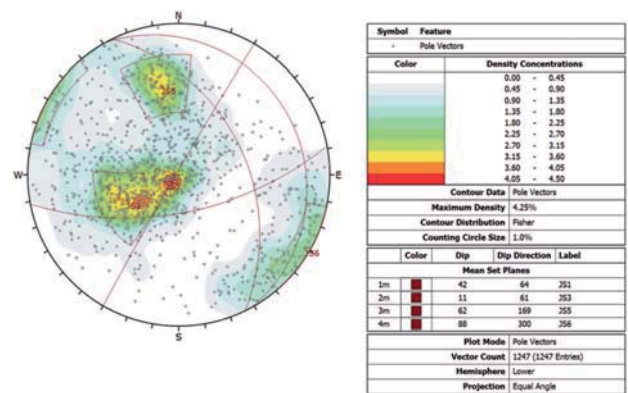 N
W
E
S
JS6
Symbol Feature
Pole Vectors
Color Density Concentrations
0.00 - 0.45
0.45 - 0.90
0.90 - 1.35
1.35 - 1.80
1.80 - 2.25
2.25 - 2.70
2.70 - 3.15
3.15 - 3.60
3.60 - 4.05
4.05 - 4.50
Contour Data Pole Vectors
Maximum Density 4.25%
Contour Distribution Fisher
Counting Circle Size 1.0%
Color Dip Dip Direction Label
Mean Set Planes
1m 42 64 JS1
2m 11 61 JS3
3m 62 169 JS5
4m 88 300 JS6
Plot Mode Pole Vectors
Vector Count 1247 (1247 Entries)
Hemisphere Lower
Projection Equal Angle